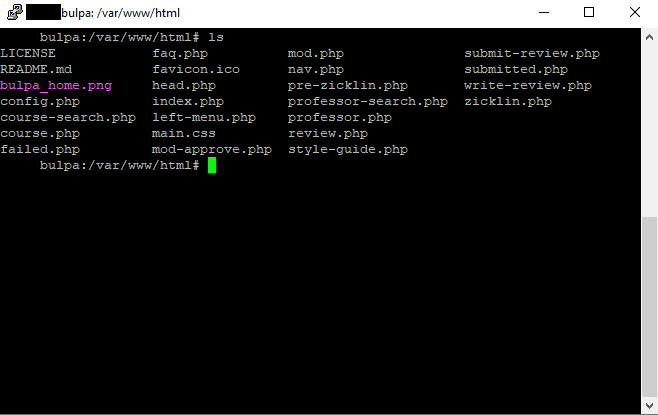 bulpa: /var/www/html
bulpa:/var/www/html# ls
LICENSE faq.php mod.php submit-review.php
README.md favicon.ico nav.php submitted.php
bulpa_home.png head.php pre-zicklin.php write-review.php
config.php index.php professor-search.php zicklin.php
course-search.php left-menu.php professor.php
course.php main.css review.php
failed.php mod-approve.php style-guide.php
bulpa:/var/www/html#